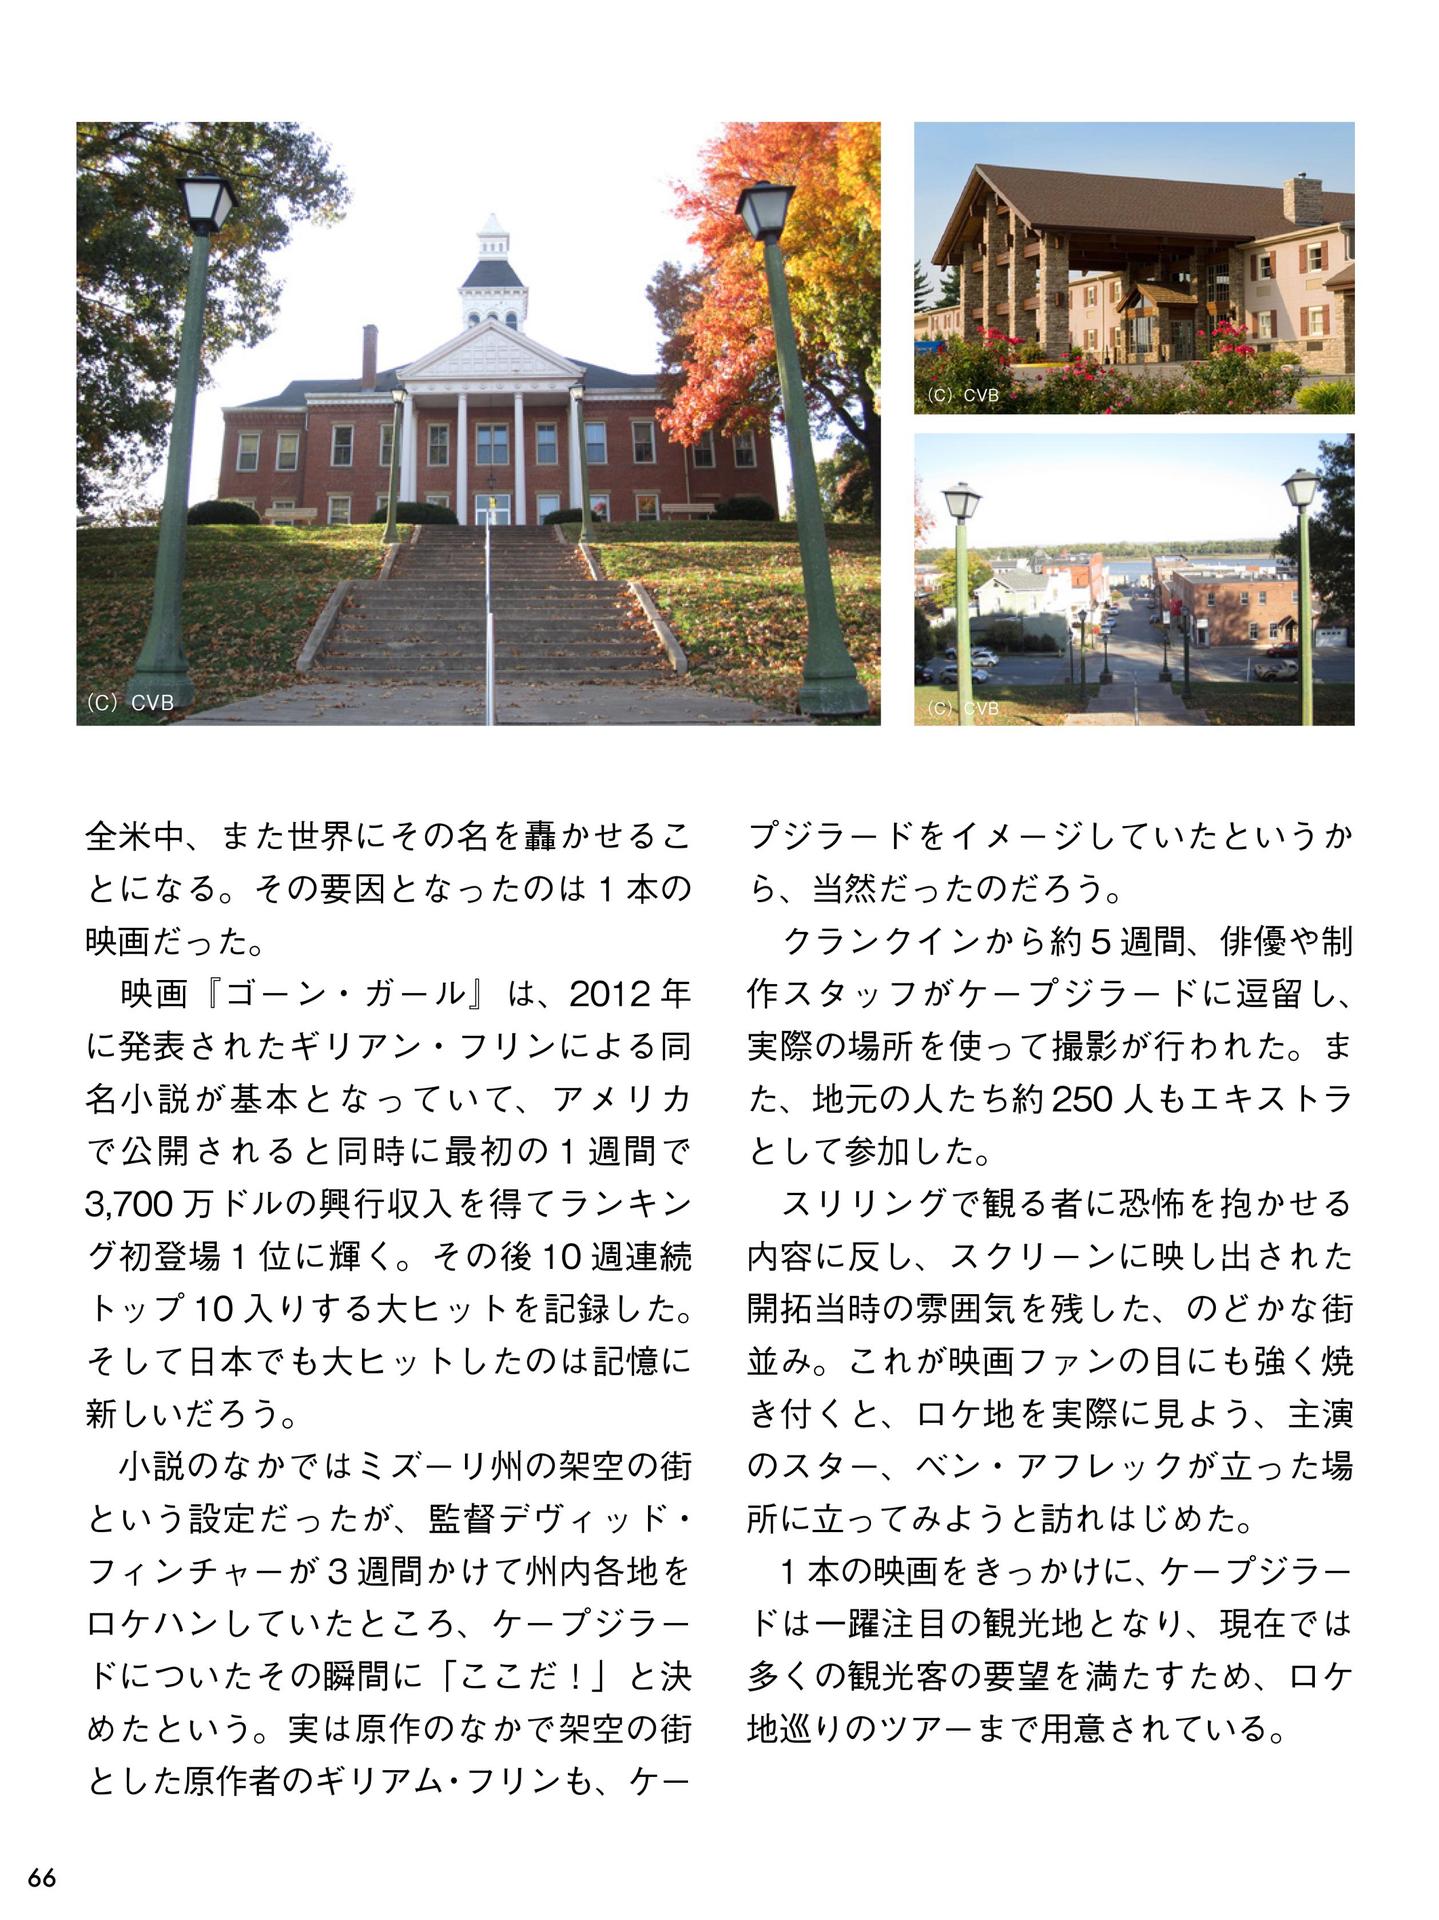 (C) CVB
(C) CVB
(C) CVB
全米中、また世界にその名を轟かせるこ
とになる。その要因となったのは 1 本の
映画だった。
　映画『ゴーン・ガール』は、2012 年
に発表されたギリアン・フリンによる同
名小説が基本となっていて、アメリカ
で公開されると同時に最初の 1 週間で
3,700 万ドルの興行収入を得てランキン
グ初登場 1 位に輝く。その後 10 週連続
トップ 10 入りする大ヒットを記録した。
そして日本でも大ヒットしたのは記憶に
新しいだろう。
　小説のなかではミズーリ州の架空の街
という設定だったが、監督デヴィッド・
フィンチャーが 3 週間かけて州内各地を
ロケハンしていたところ、ケープジラー
ドについたその瞬間に「ここだ！」と決
めたという。実は原作のなかで架空の街
とした原作者のギリアム・フリンも、ケー
プジラードをイメージしていたというか
ら、当然だったのだろう。
　クランクインから約 5 週間、俳優や制
作スタッフがケープジラードに逗留し、
実際の場所を使って撮影が行われた。ま
た、地元の人たち約 250 人もエキストラ
として参加した。
　スリリングで観る者に恐怖を抱かせる
内容に反し、スクリーンに映し出された
開拓当時の雰囲気を残した、のどかな街
並み。これが映画ファンの目にも強く焼
き付くと、ロケ地を実際に見よう、主演
のスター、ベン・アフレックが立った場
所に立ってみようと訪れはじめた。
　1 本の映画をきっかけに、ケープジラー
ドは一躍注目の観光地となり、現在では
多くの観光客の要望を満たすため、ロケ
地巡りのツアーまで用意されている。
66